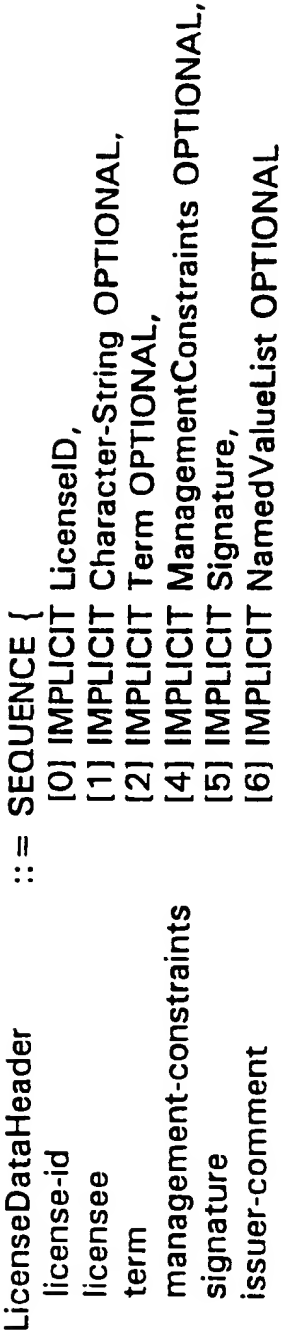 LicenseDataHeader ::= SEQUENCE {
license-id [0] IMPLICIT LicenseID,
licensee [1] IMPLICIT Character-String OPTIONAL,
term [2] IMPLICIT Term OPTIONAL,
management-constraints [4] IMPLICIT ManagementConstraints OPTIONAL,
signature [5] IMPLICIT Signature,
issuer-comment [6] IMPLICIT NamedValueList OPTIONAL